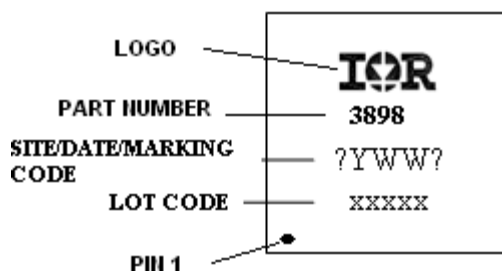 LOGO
IOR
PART NUMBER
3898
SITE/DATE/MARKING
CODE
?YWW?
LOT CODE
xxxxx
PIN 1